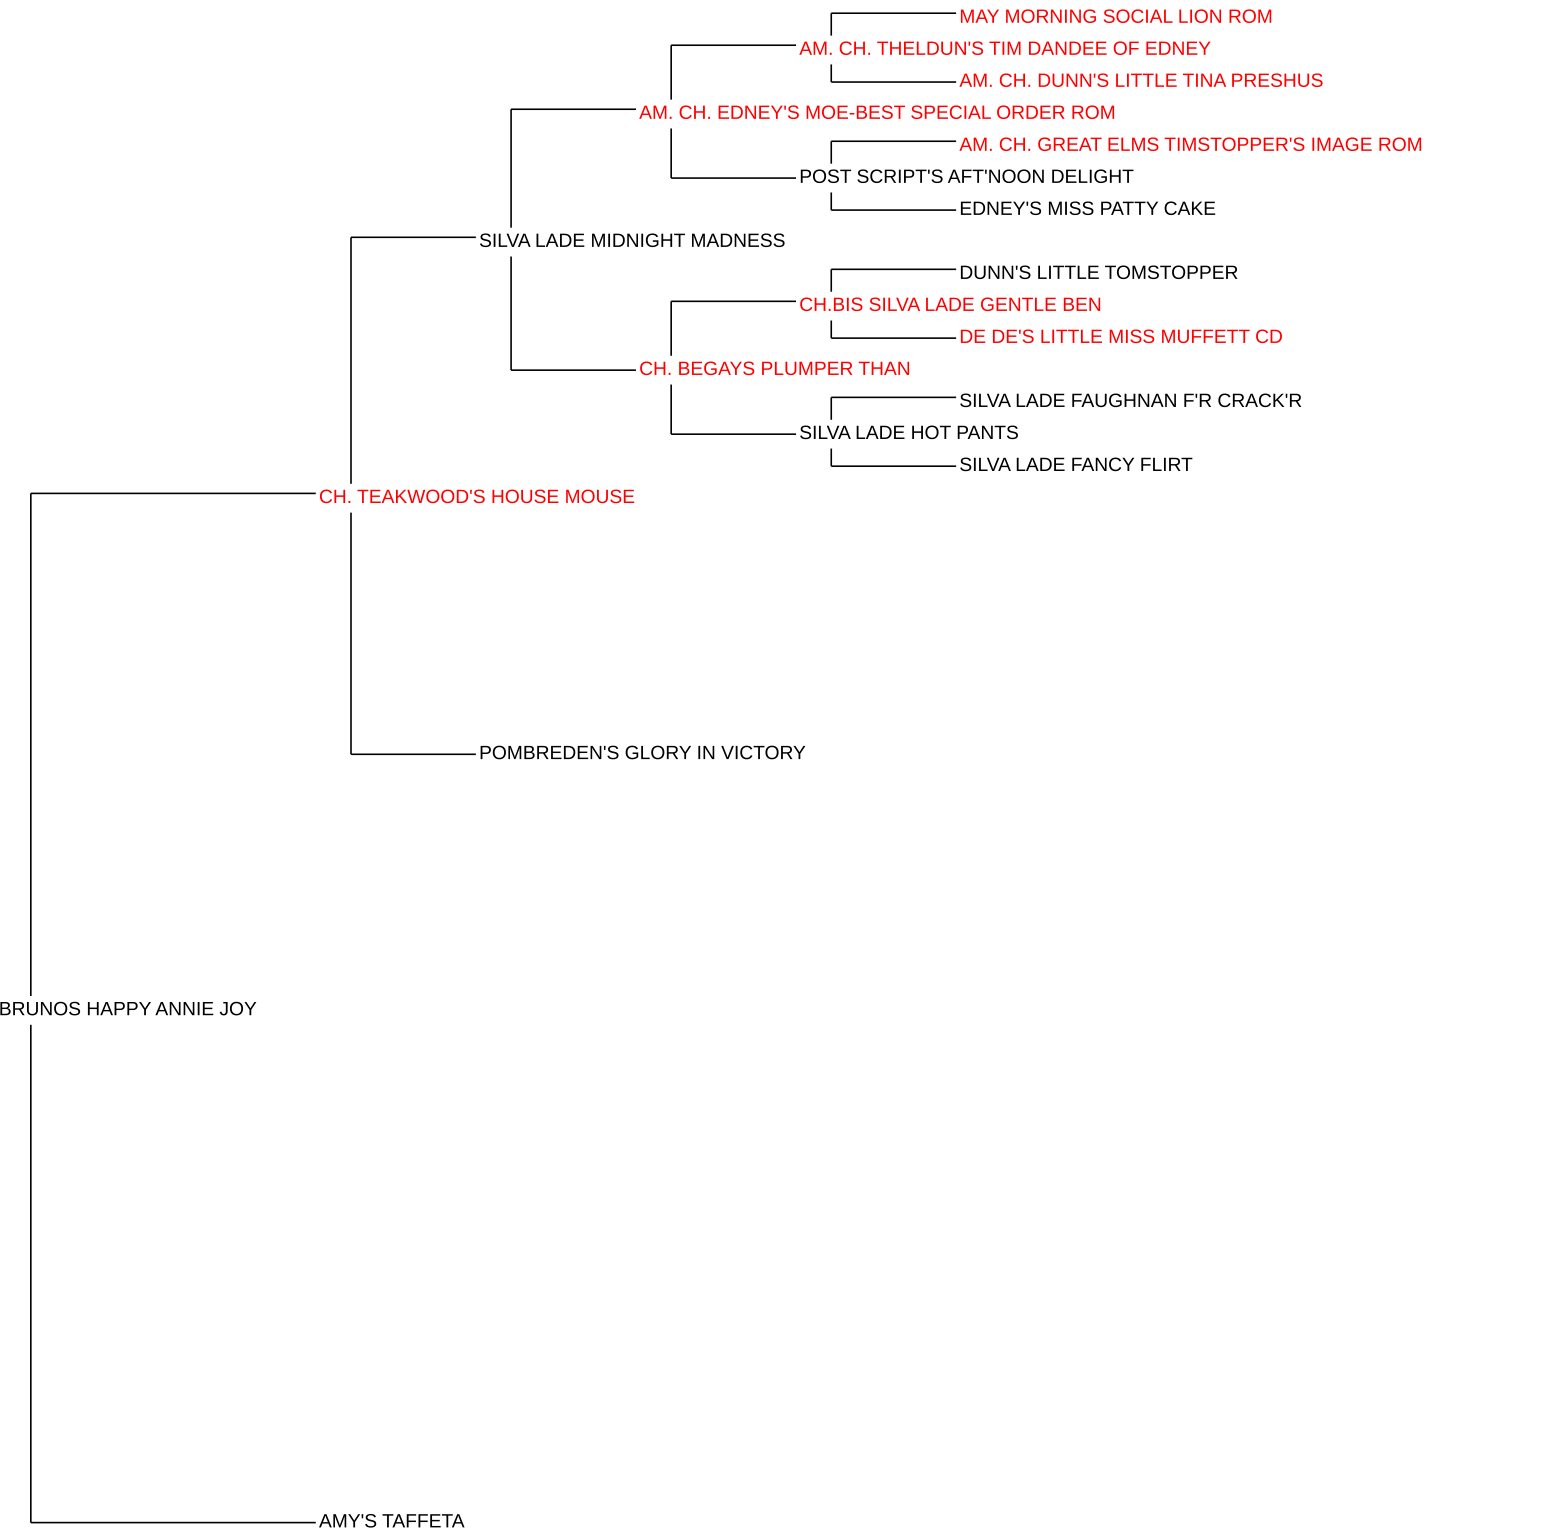 MAY MORNING SOCIAL LION ROM
AM. CH. THELDUN'S TIM DANDEE OF EDNEY
AM. CH. DUNN'S LITTLE TINA PRESHUS
AM. CH. EDNEY'S MOE-BEST SPECIAL ORDER ROM
AM. CH. GREAT ELMS TIMSTOPPER'S IMAGE ROM
POST SCRIPT'S AFT'NOON DELIGHT
EDNEY'S MISS PATTY CAKE
SILVA LADE MIDNIGHT MADNESS
DUNN'S LITTLE TOMSTOPPER
CH.BIS SILVA LADE GENTLE BEN
DE DE'S LITTLE MISS MUFFETT CD
CH. BEGAYS PLUMPER THAN
SILVA LADE FAUGHNAN F'R CRACK'R
SILVA LADE HOT PANTS
SILVA LADE FANCY FLIRT
CH. TEAKWOOD'S HOUSE MOUSE
POMBREDEN'S GLORY IN VICTORY
BRUNOS HAPPY ANNIE JOY
AMY'S TAFFETA